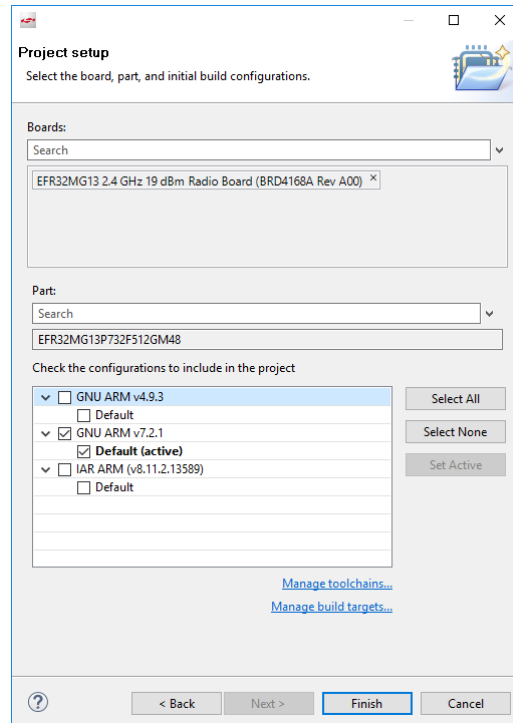 Project setup
Select the board, part, and initial build configurations.
Boards:
Search
EFR32MG13 2.4 GHz 19 dBm Radio Board (BRD4168A Rev A00) ×
Part:
Search
EFR32MG13P732F512GM48
Check the configurations to include in the project
GNU ARM v4.9.3
Default
GNU ARM v7.2.1
Default (active)
IAR ARM (v8.11.2.13589)
Default
Select All
Select None
Set Active
Manage toolchains...
Manage build targets...
? < Back Next > Finish Cancel